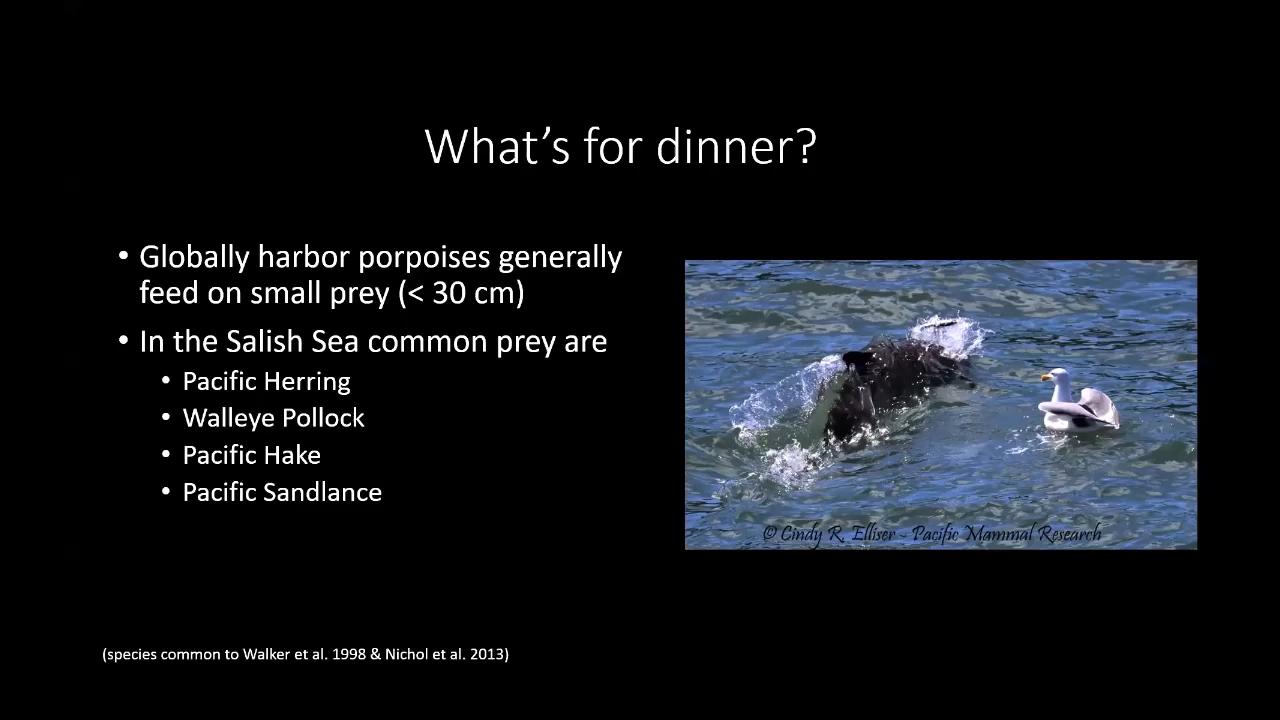 What's for dinner?
• Globally harbor porpoises generally
feed on small prey (< 30 cm)
• In the Salish Sea common prey are
• Pacific Herring
• Walleye Pollock
• Pacific Hake
• Pacific Sandlance
© Cindy R. Elliser - Pacific Mammal Research
(species common to Walker et al. 1998 & Nichol et al. 2013)